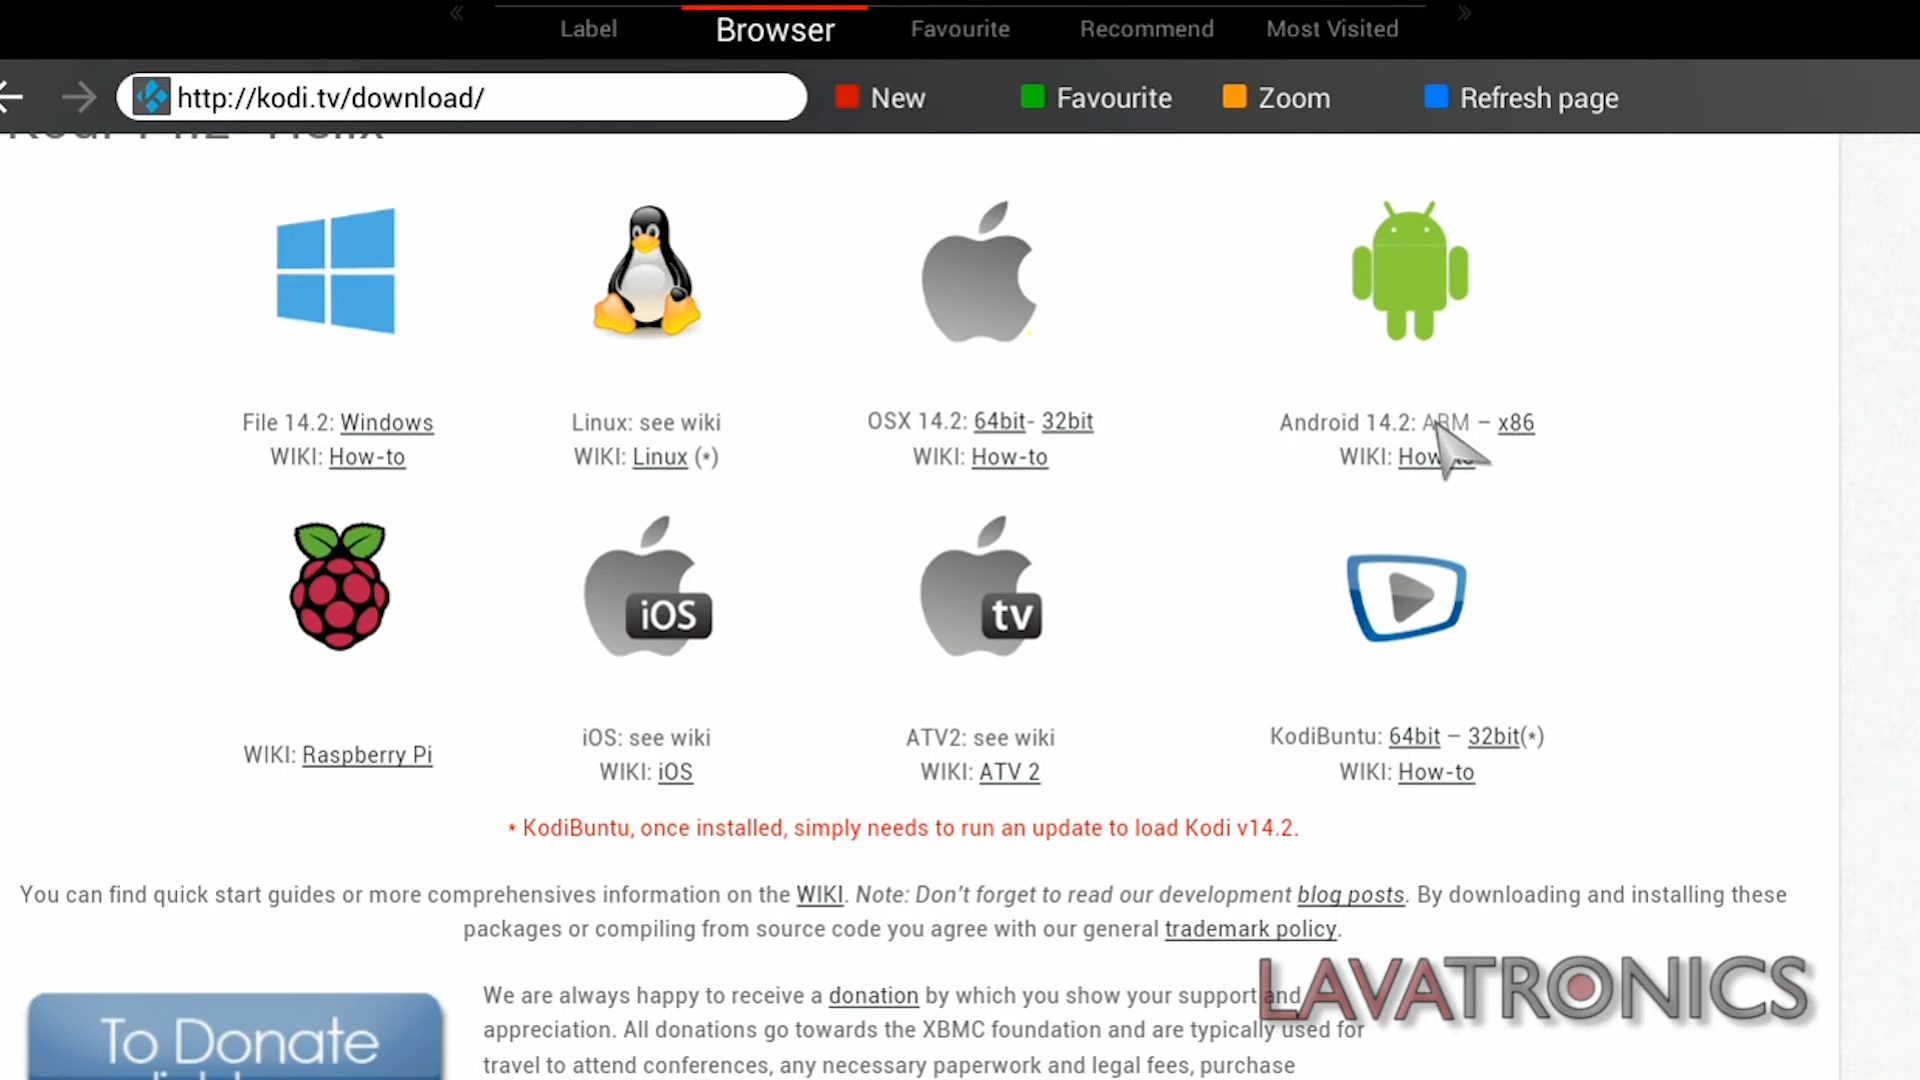 Label Browser Favourite Recommend Most Visited
http://kodi.tv/download/ New Favourite Zoom Refresh page
File 14.2: Windows
WIKI: How-to
Linux: see wiki
WIKI: Linux (*)
OSX 14.2: 64bit- 32bit
WIKI: How-to
Android 14.2: ARM – x86
WIKI: How-to
iOS
tv
WIKI: Raspberry Pi
iOS: see wiki
WIKI: iOS
ATV2: see wiki
WIKI: ATV 2
KodiBuntu: 64bit – 32bit(*)
WIKI: How-to
* KodiBuntu, once installed, simply needs to run an update to load Kodi v14.2.
You can find quick start guides or more comprehensives information on the WIKI. Note: Don't forget to read our development blog posts. By downloading and installing these
packages or compiling from source code you agree with our general trademark policy.
LAVATRONICS
To Donate
We are always happy to receive a donation by which you show your support and
appreciation. All donations go towards the XBMC foundation and are typically used for
travel to attend conferences, any necessary paperwork and legal fees, purchase